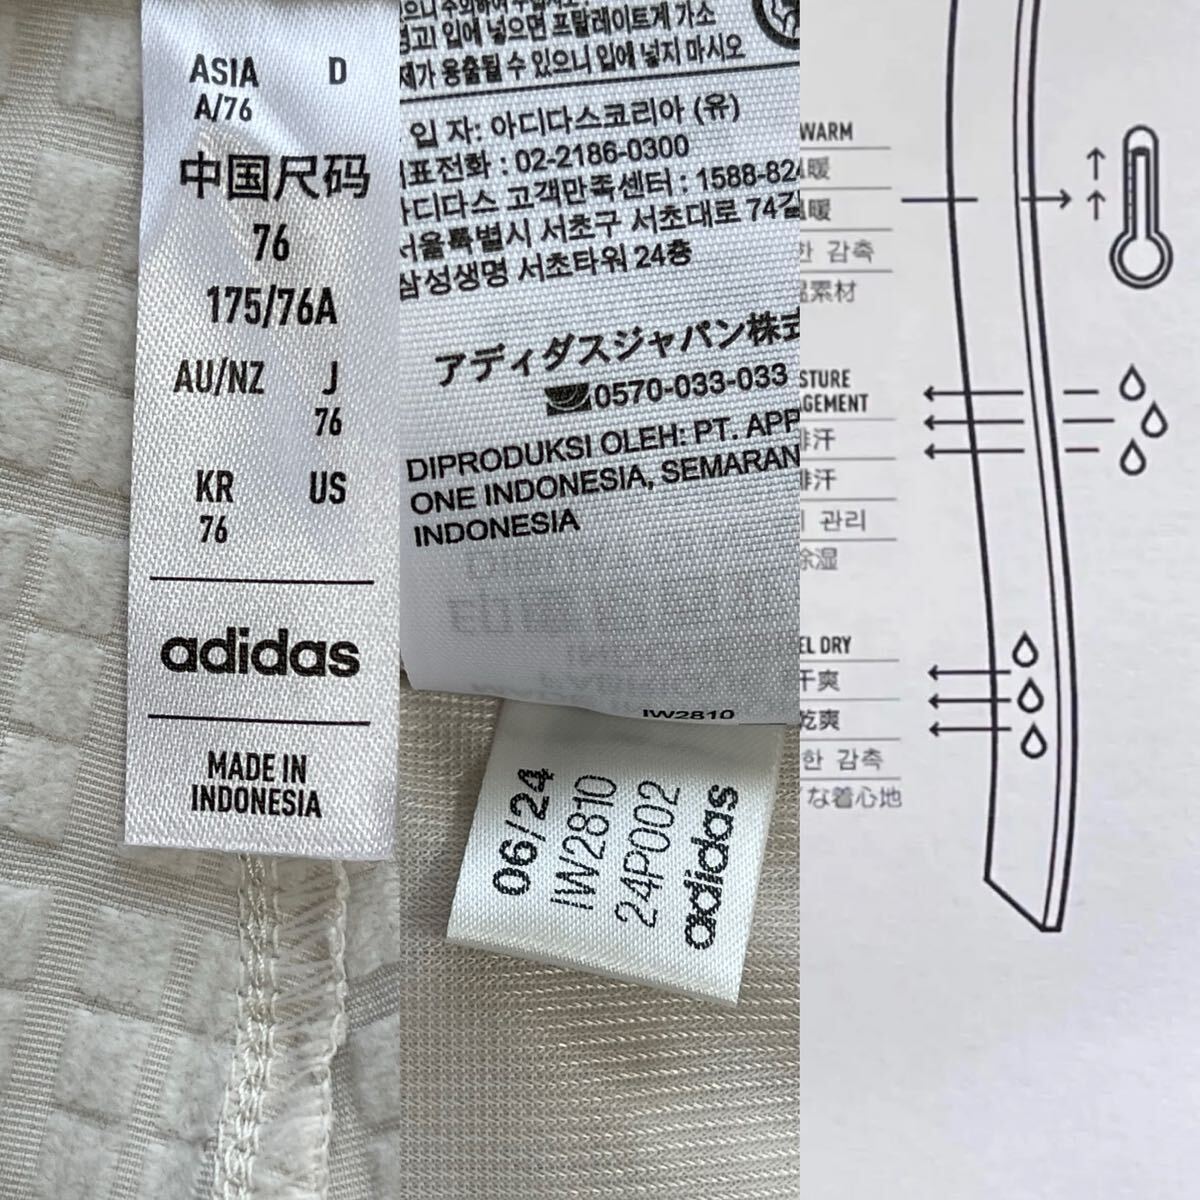 ASIA D
A/76
中国尺码
76
175/76A
AU/NZ J
76
KR US
76
adidas
MADE IN
INDONESIA
입에 넣으면 프탈레이트계 가소
제가 용출될 수 있으니 입에 넣지 마시오
입 자: 아디다스코리아 (유)
표전화 : 02-2186-0300
디다스 고객만족센터 : 1588-824
서울특별시 서초구 서초대로 74길
삼성생명 서초타워 24층
アディダスジャパン株式
0570-033-033
DIPRODUKSI OLEH: PT. APP
ONE INDONESIA, SEMARAN
INDONESIA
IW2810
06/24
IW2810
24P002
adidas
WARM
暖
暖
한 감촉
素材
STURE
AGEMENT
排汗
排汗
관리
除湿
EL DRY
干爽
乾爽
한 감촉
な着心地